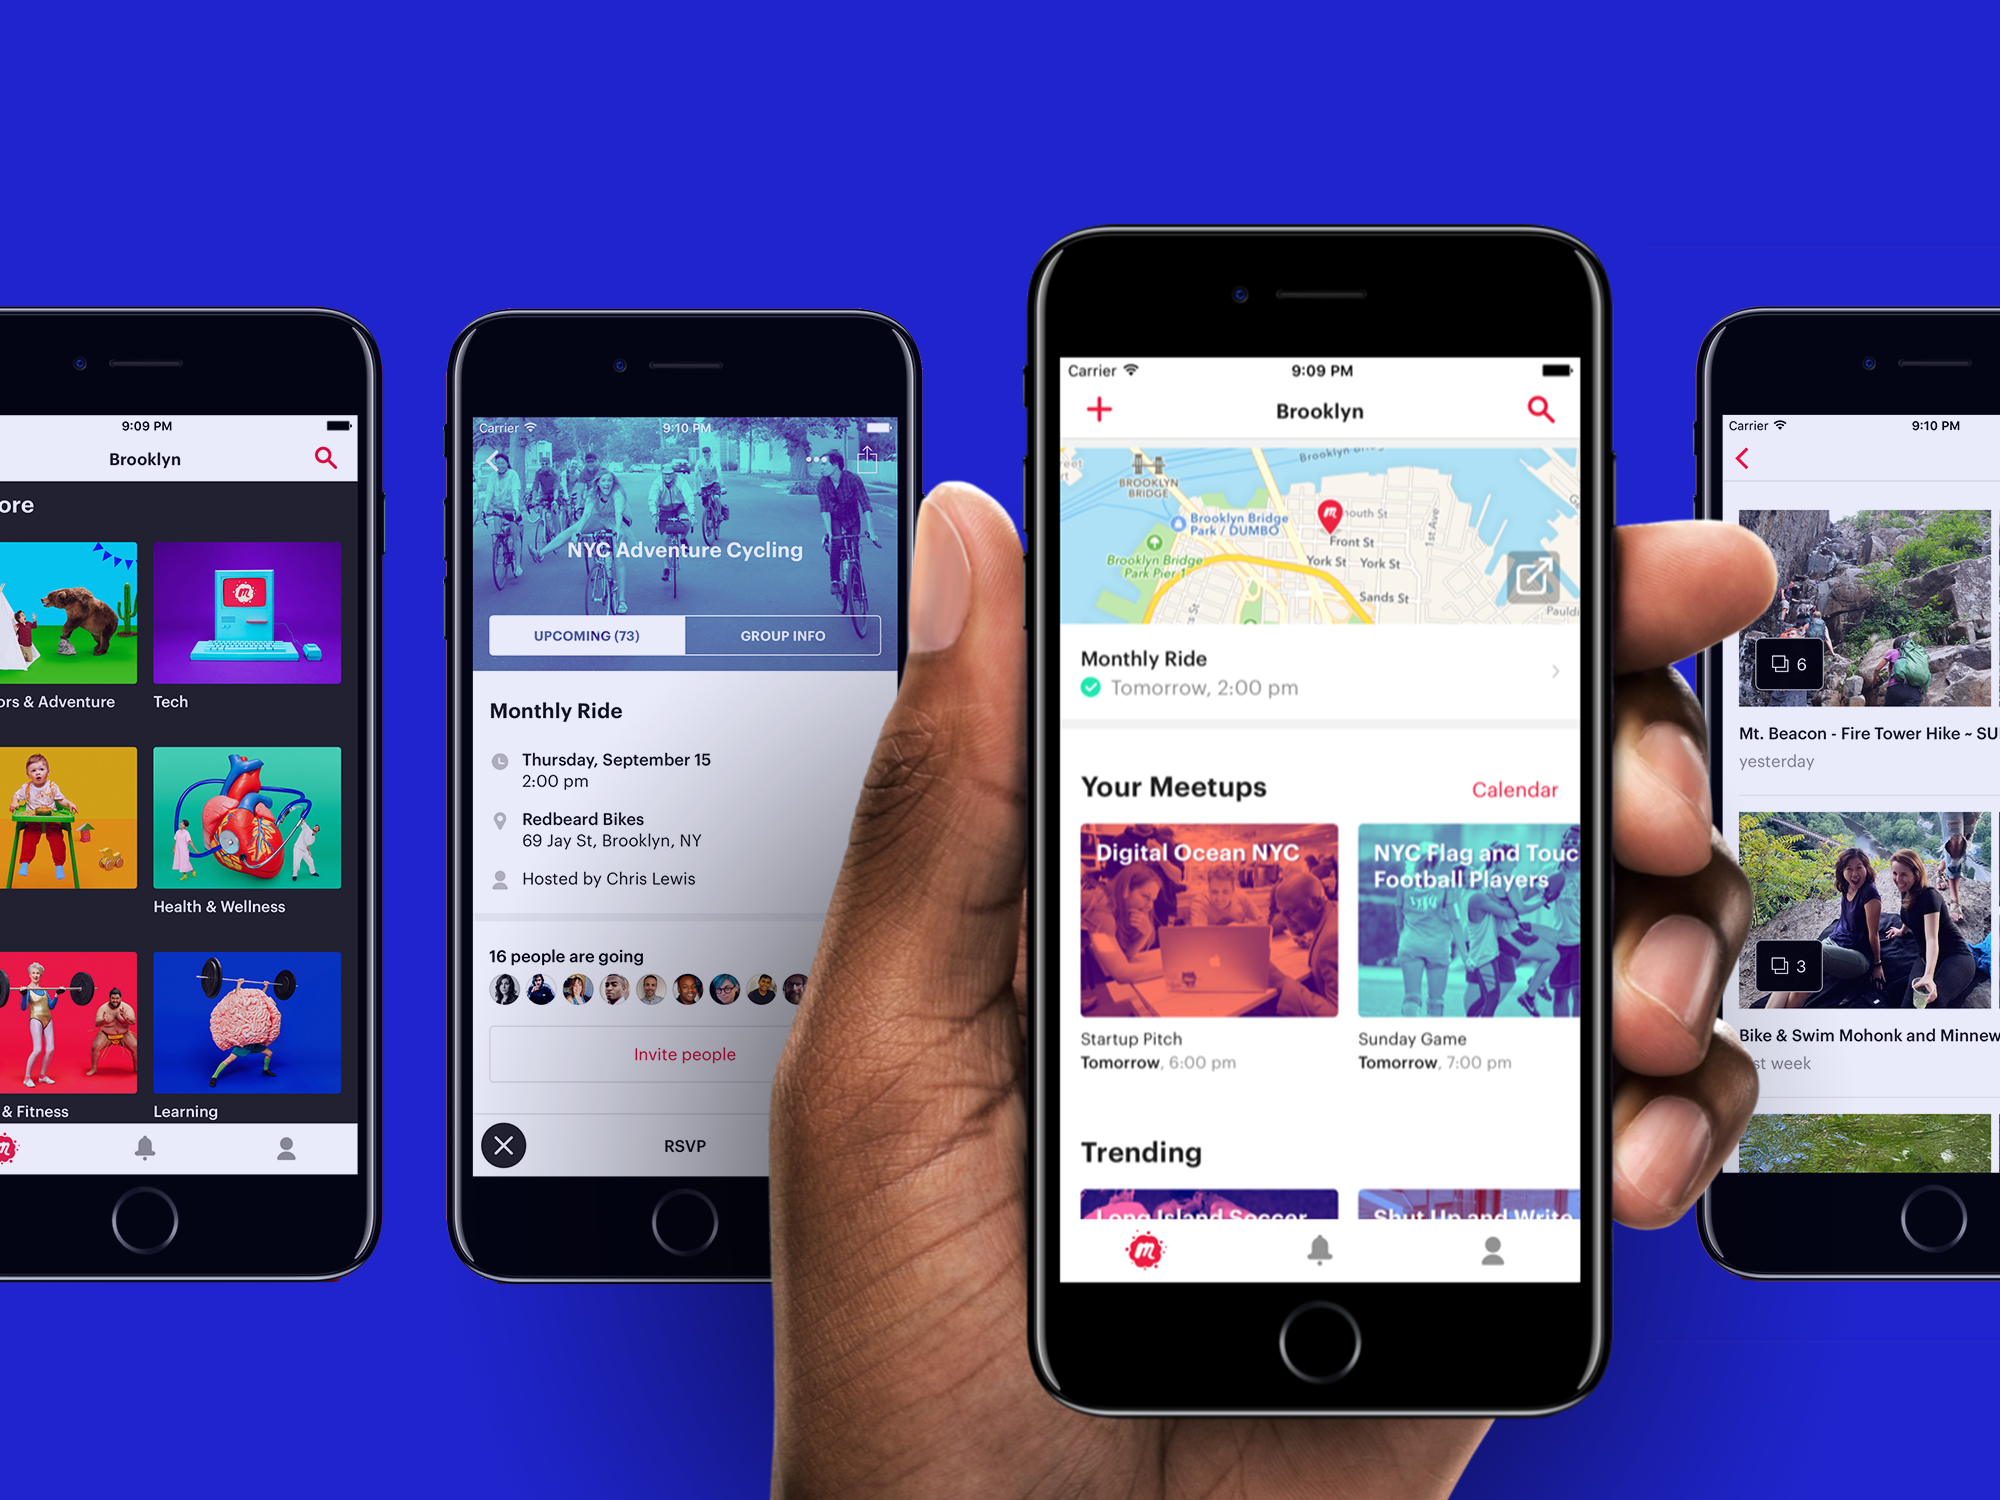 9:09 PM
Brooklyn
ore
ors & Adventure
Tech
Health & Wellness
& Fitness
Learning
Carrier
9:10 PM
NYC Adventure Cycling
UPCOMING (73)
GROUP INFO
Monthly Ride
Thursday, September 15
2:00 pm
Redbeard Bikes
69 Jay St, Brooklyn, NY
Hosted by Chris Lewis
16 people are going
Invite people
RSVP
Carrier
9:09 PM
Brooklyn
reet
BROOKLYN
BRIDGE
Brooklyn Bridge
Park / DUMBO
Brooklyn Bridge
Park Pier 1
mouth St
Front St
York St
York St
1st Ave
Sands St
Pauldi
Monthly Ride
Tomorrow, 2:00 pm
Your Meetups
Calendar
Digital Ocean NYC
Startup Pitch
Tomorrow, 6:00 pm
NYC Flag and Touc
Football Players
Sunday Game
Tomorrow, 7:00 pm
Trending
Long Island Soccer
Shut Up and Write
Carrier
9:10 PM
6
Mt. Beacon - Fire Tower Hike ~ SU
yesterday
3
Bike & Swim Mohonk and Minnew
st week